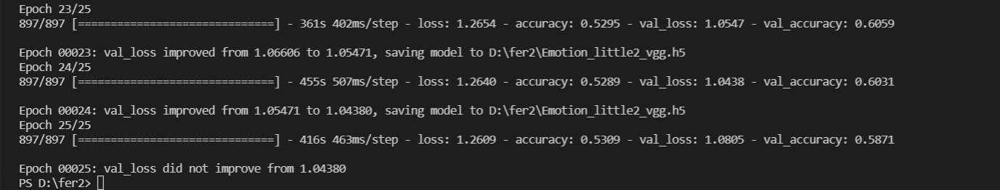 Epoch 23/25
897/897 [==============================] - 361s 402ms/step - loss: 1.2654 - accuracy: 0.5295 - val_loss: 1.0547 - val_accuracy: 0.6059
Epoch 00023: val_loss improved from 1.06606 to 1.05471, saving model to D:\fer2\Emotion_little2_vgg.h5
Epoch 24/25
897/897 [==============================] - 455s 507ms/step - loss: 1.2640 - accuracy: 0.5289 - val_loss: 1.0438 - val_accuracy: 0.6031
Epoch 00024: val_loss improved from 1.05471 to 1.04380, saving model to D:\fer2\Emotion_little2_vgg.h5
Epoch 25/25
897/897 [==============================] - 416s 463ms/step - loss: 1.2609 - accuracy: 0.5309 - val_loss: 1.0805 - val_accuracy: 0.5871
Epoch 00025: val_loss did not improve from 1.04380
PS D:\fer2>